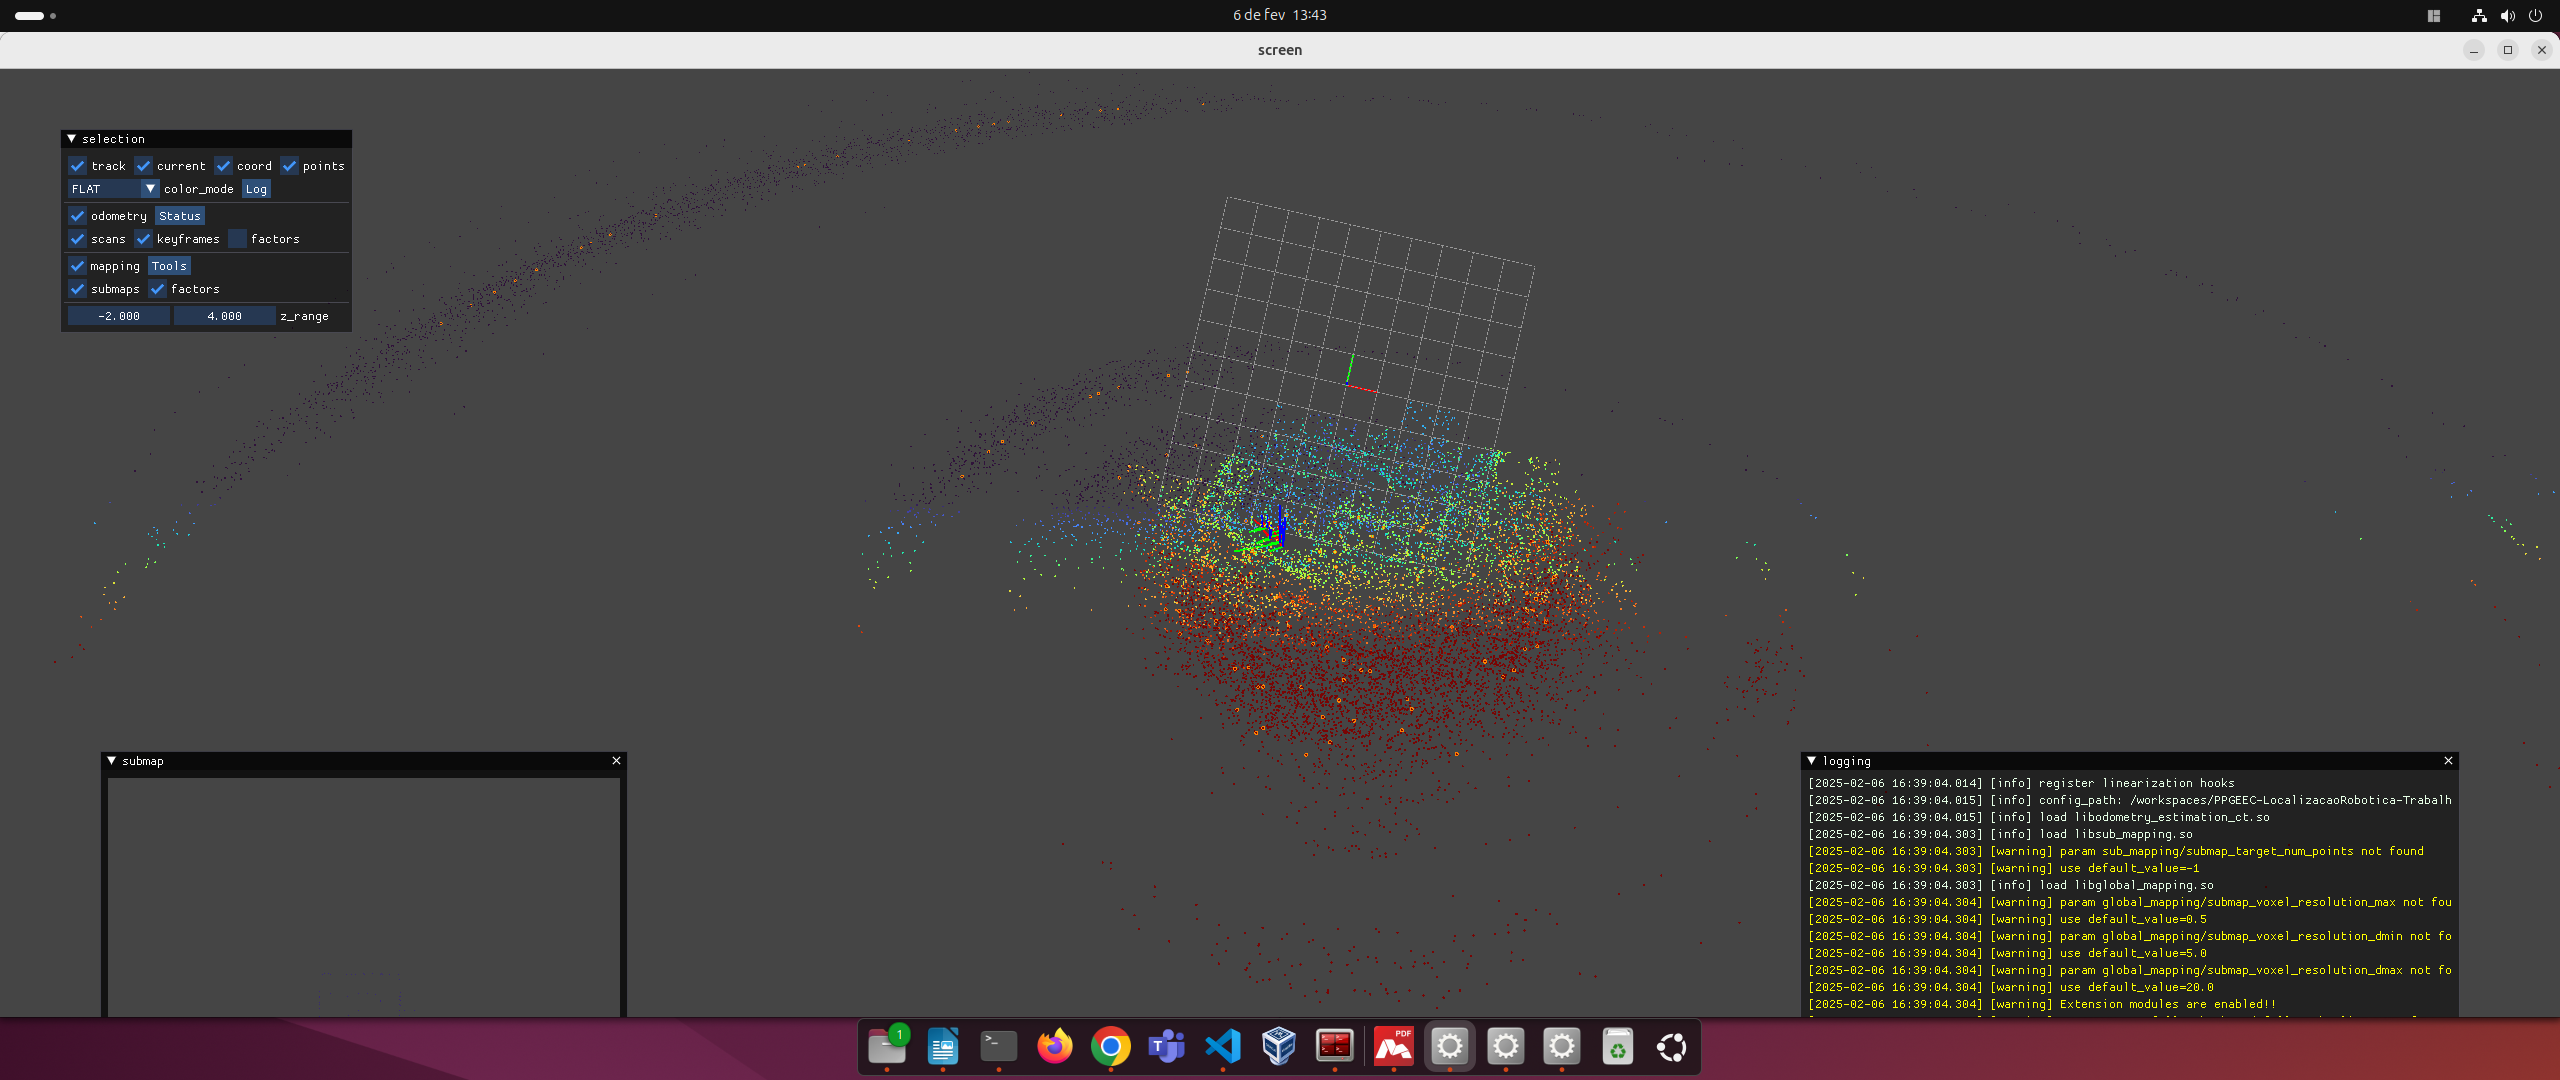 6 de fev 13:43
screen
selection
track current coord points
FLAT color_mode Log
odometry Status
scans keyframes factors
mapping Tools
submaps factors
-2.000 4.000 z_range
submap
logging
[2025-02-06 16:39:04.014] [info] register linearization hooks
[2025-02-06 16:39:04.015] [info] config_path: /workspaces/PPGEEC-LocalizacaoRobotica-Trabalh
[2025-02-06 16:39:04.015] [info] load libodometry_estimation_ct.so
[2025-02-06 16:39:04.303] [info] load libsub_mapping.so
[2025-02-06 16:39:04.303] [warning] param sub_mapping/submap_target_num_points not found
[2025-02-06 16:39:04.303] [warning] use default_value=-1
[2025-02-06 16:39:04.303] [info] load libglobal_mapping.so
[2025-02-06 16:39:04.304] [warning] param global_mapping/submap_voxel_resolution_max not fou
[2025-02-06 16:39:04.304] [warning] use default_value=0.5
[2025-02-06 16:39:04.304] [warning] param global_mapping/submap_voxel_resolution_dmin not fo
[2025-02-06 16:39:04.304] [warning] use default_value=5.0
[2025-02-06 16:39:04.304] [warning] param global_mapping/submap_voxel_resolution_dmax not fo
[2025-02-06 16:39:04.304] [warning] use default_value=20.0
[2025-02-06 16:39:04.304] [warning] Extension modules are enabled!!
1
>_
T
PDF